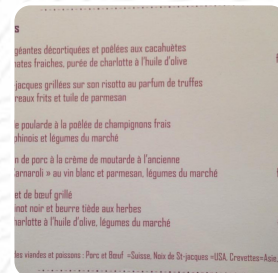 s
géantes décortiquées et poêlées aux cacahuètes
ates fraiches, purée de charlotte à l'huile d'olive
jacques grillées sur son risotto au parfum de truffes
reaux frits et tuile de parmesan
e poularde à la poêlée de champignons frais
phinois et légumes du marché
n de porc à la crème de moutarde à l'ancienne
arnaroli » au vin blanc et parmesan, légumes du marché
et de bœuf grillé
inot noir et beurre tiède aux herbes
harlotte à l'huile d'olive, légumes du marché
les viandes et poissons : Porc et Bœuf =Suisse, Noix de St-jacques =USA, Crevettes=Asie